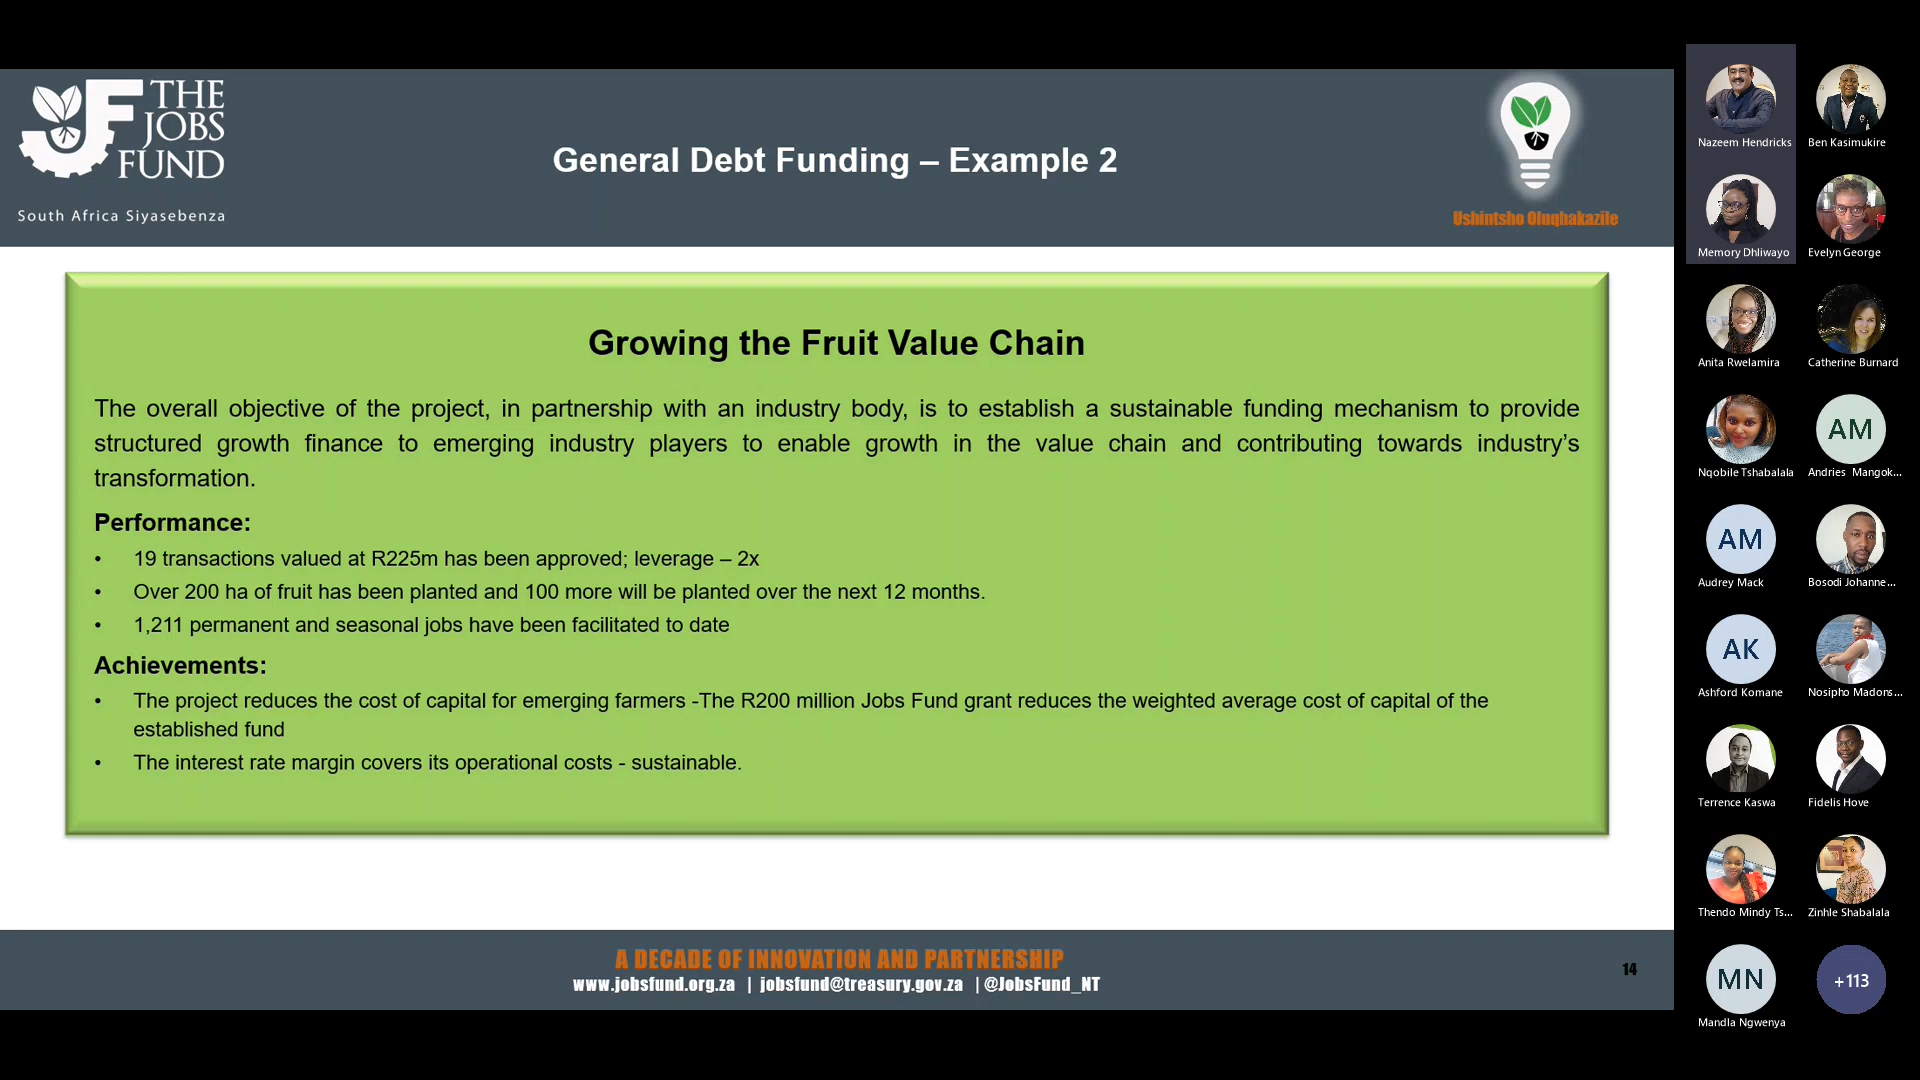 THE
JOBS
FUND
South Africa Siyasebenza
General Debt Funding – Example 2
Ushintsho Oluqhakazile
Growing the Fruit Value Chain
The overall objective of the project, in partnership with an industry body, is to establish a sustainable funding mechanism to provide
structured growth finance to emerging industry players to enable growth in the value chain and contributing towards industry’s
transformation.
Performance:
• 19 transactions valued at R225m has been approved; leverage – 2x
• Over 200 ha of fruit has been planted and 100 more will be planted over the next 12 months.
• 1,211 permanent and seasonal jobs have been facilitated to date
Achievements:
• The project reduces the cost of capital for emerging farmers -The R200 million Jobs Fund grant reduces the weighted average cost of capital of the
established fund
• The interest rate margin covers its operational costs - sustainable.
A DECADE OF INNOVATION AND PARTNERSHIP
www.jobsfund.org.za | jobsfund@treasury.gov.za | @JobsFund_NT
14
Nazeem Hendricks
Ben Kasimukire
Memory Dhliwayo
Evelyn George
Anita Rwelamira
Catherine Burnard
Nqobile Tshabalala
AM
Andries Mangok...
AM
Audrey Mack
Bosodi Johanne...
AK
Ashford Komane
Nosipho Madons...
Terrence Kaswa
Fidelis Hove
Thendo Mindy Ts...
Zinhle Shabalala
MN
Mandla Ngwenya
+113